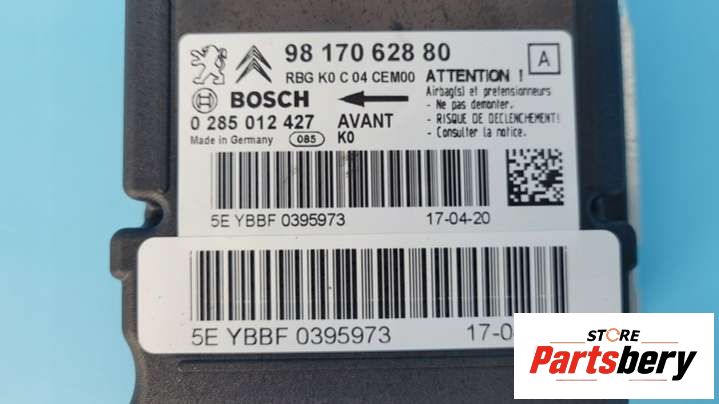 98 170 628 80
RBG K0 C 04 CEM00
ATTENTION !
A
BOSCH
Airbag(s) et pretensionneurs
- Ne pas demonter.
0 285 012 427
AVANT
- RISQUE DE DECLENCHEMENT!
Made in Germany
085
K0
- Consulter la notice.
5E YBBF 0395973
17-04-20
5E YBBF 0395973
STORE
Partsbery